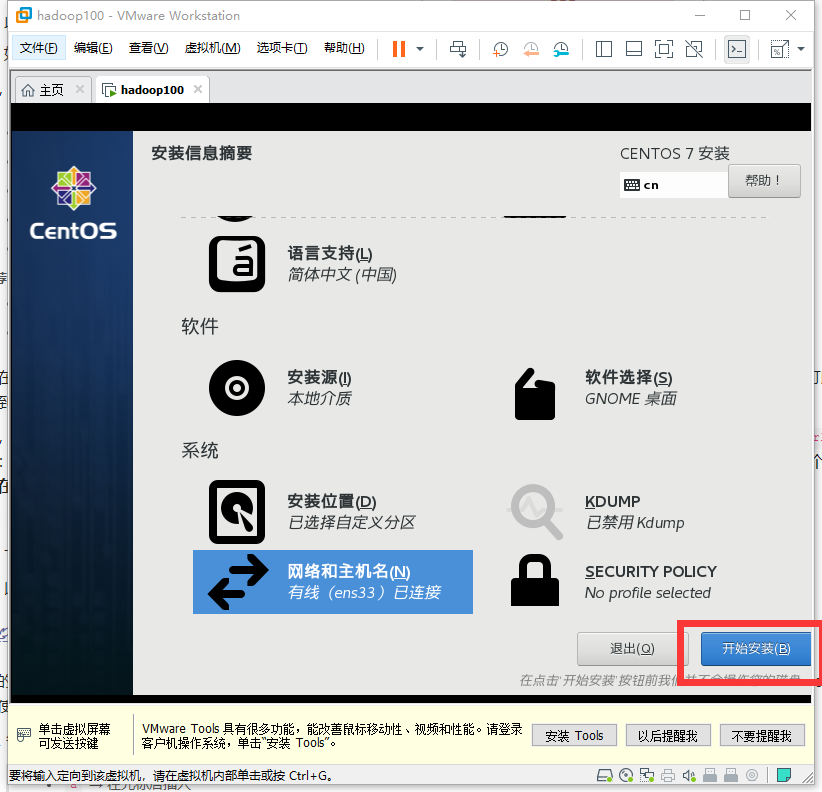 hadoop100 - VMware Workstation
文件(F) 编辑(E) 查看(V) 虚拟机(M) 选项卡(T) 帮助(H)
主页 hadoop100
安装信息摘要
CENTOS 7 安装
cn
帮助！
CentOS
语言支持(L)
简体中文 (中国)
软件
安装源(I)
本地介质
软件选择(S)
GNOME 桌面
系统
安装位置(D)
已选择自定义分区
KDUMP
已禁用 Kdump
网络和主机名(N)
有线（ens33）已连接
SECURITY POLICY
No profile selected
退出(Q)
开始安装(B)
在点击'开始安装'按钮前我们并不会操作您的磁盘。
单击虚拟屏幕
可发送按键
VMware Tools 具有很多功能，能改善鼠标移动性、视频和性能。请登录
客户机操作系统，单击"安装 Tools"。
安装 Tools
以后提醒我
不要提醒我
要将输入定向到该虚拟机，请在虚拟机内部单击或按 Ctrl+G。